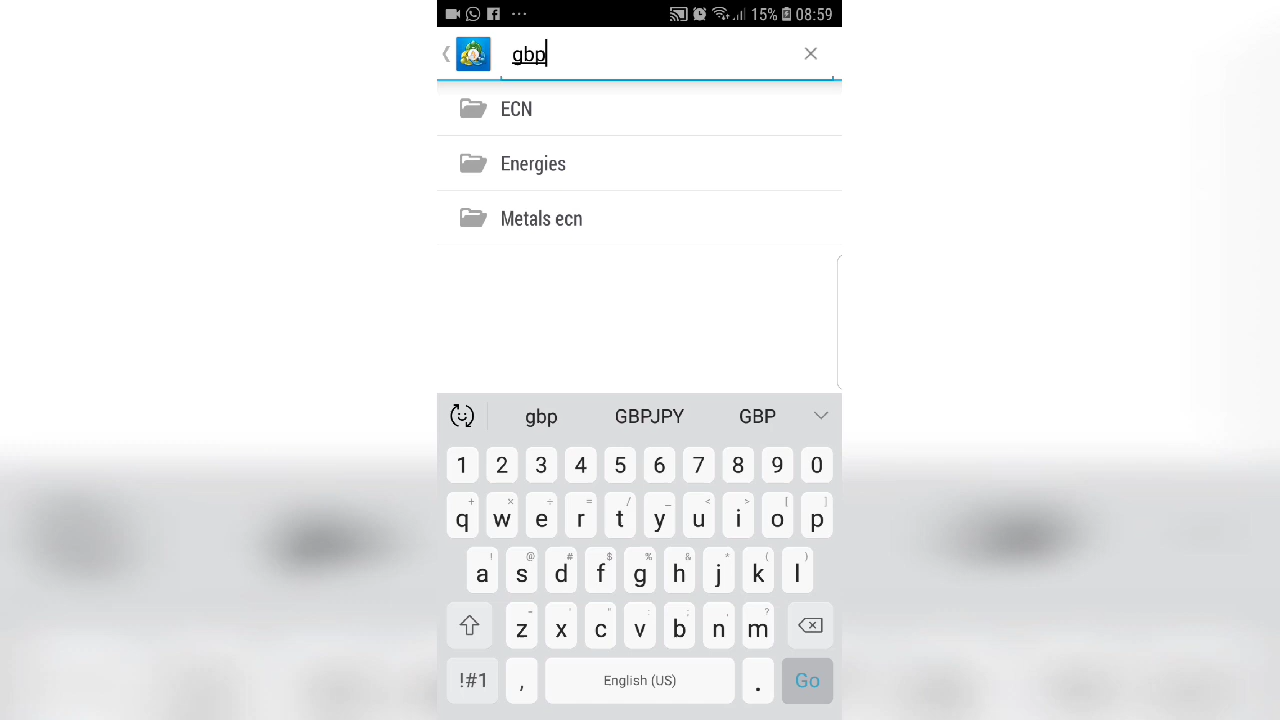 ... 15% 08:59
gbp
ECN
Energies
Metals ecn
gbp GBPJPY GBP
1 2 3 4 5 6 7 8 9 0
+ × ÷ = / _ < > [ ]
q w e r t y u i o p
! @ # $ % & * ( )
a s d f g h j k l
- ' " : ; , ?
z x c v b n m
!#1 , English (US) . Go